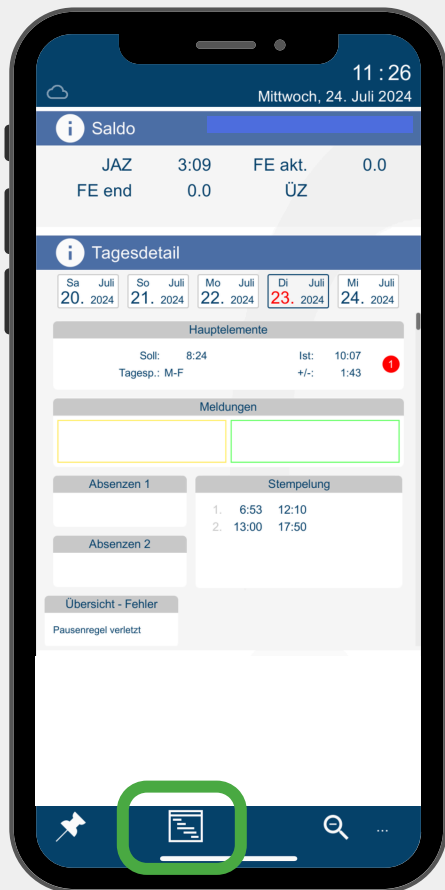 11 : 26
Mittwoch, 24. Juli 2024
i Saldo
JAZ 3:09 FE akt. 0.0
FE end 0.0 ÜZ
i Tagesdetail
Sa Juli So Juli Mo Juli Di Juli Mi Juli
20. 2024 21. 2024 22. 2024 23. 2024 24. 2024
Hauptelemente
Soll: 8:24 Ist: 10:07 1
Tagesp.: M-F +/-: 1:43
Meldungen
Absenzen 1 Stempelung
1. 6:53 12:10
2. 13:00 17:50
Absenzen 2
Übersicht - Fehler
Pausenregel verletzt
...